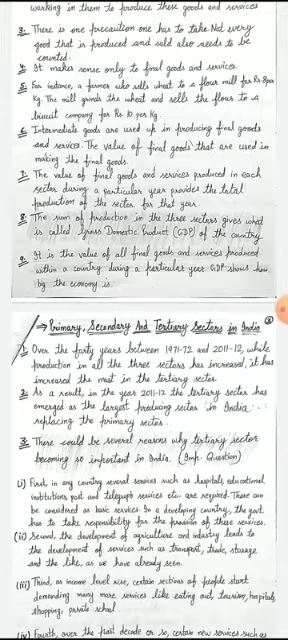 working in them to produce these goods and services
3. There is one precaution one has to take. Not every
good that is produced and sold also needs to be
counted.
4. It makes sense only to final goods and services.
5. For instance, a farmer who sells wheat to a flour mill for Rs. 8 per
Kg. The mill grinds the wheat and sells the flour to a
biscuit company for Rs. 10 per Kg.
6. Intermediate goods are used up in producing final goods
and services. The value of final goods that are used in
making the final goods.
7. The value of final goods and services produced in each
sector during a particular year provides the total
production of the sector for that year.
8. The sum of production in the three sectors gives what
is called Gross Domestic Product (GDP) of the country.
9. It is the value of all final goods and services produced
within a country during a particular year. GDP shows how
big the economy is.
→ Primary, Secondary And Tertiary Sectors in India
1. Over the forty years between 1971-72 and 2011-12, while
production in all the three sectors has increased, it has
increased the most in the tertiary sector.
2. As a result, in the year 2011-12 the tertiary sector has
emerged as the largest producing sector in India
replacing the primary sector.
3. There could be several reasons why tertiary sector
becoming so important in India. (Imp. Question)
(i) First, in any country several services such as hospitals, educational
institutions, post and telegraph services etc. are required. These can
be considered as basic services. In a developing country, the govt
has to take responsibility for the provision of these services.
(ii) Second, the development of agriculture and industry leads to
the development of services such as transport, trade, storage
and the like, as we have already seen.
(iii) Third, as income level rise, certain sections of people start
demanding many more services like eating out, tourism, hospitals,
shopping, private school.
(iv) Fourth, over the past decade or so, certain new services such as